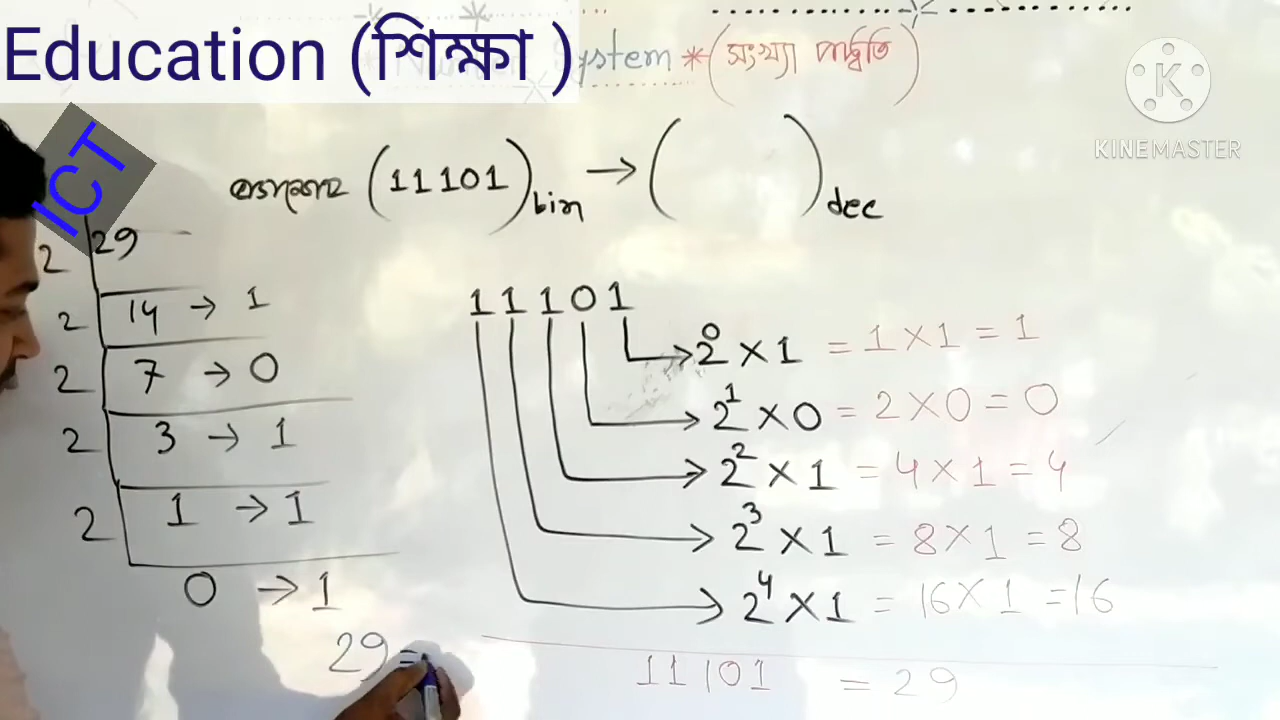 Education (শিক্ষা )
System * (সংখ্যা পদ্ধতি)
K
KINEMASTER
ICT
(11101)bin → ( )dec
2 29
2 14 → 1
2 7 → 0
2 3 → 1
2 1 → 1
0 → 1
29 =
11101
2⁰ × 1 = 1 × 1 = 1
2¹ × 0 = 2 × 0 = 0
2² × 1 = 4 × 1 = 4
2³ × 1 = 8 × 1 = 8
2⁴ × 1 = 16 × 1 = 16
11101 = 29